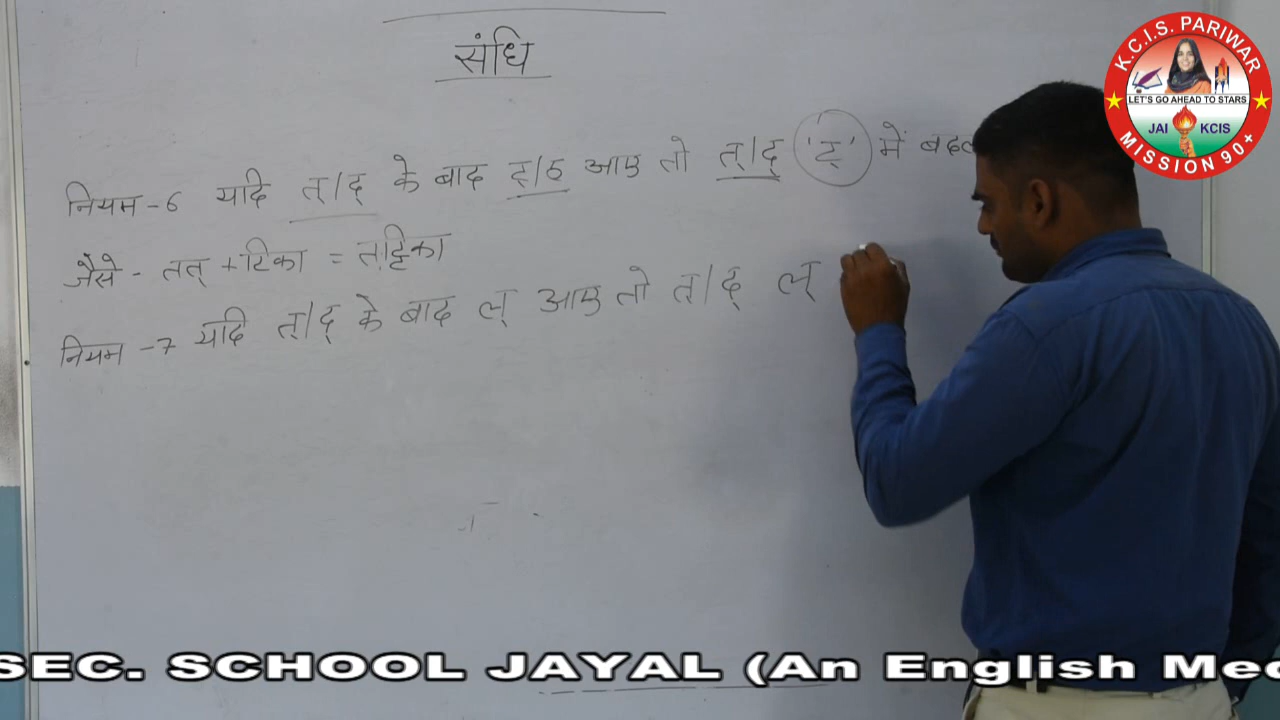 संधि
नियम - 6 यदि त्/द् के बाद ट्/ठ आए तो त्/द् 'ट्' में बदल
जैसे - तत् + टिका = तट्टिका
नियम - 7 यदि त्/द् के बाद ल् आए तो त्/द् ल्
K.C.I.S. PARIWAR
LET'S GO AHEAD TO STARS
JAI KCIS
MISSION 90+
SEC. SCHOOL JAYAL (An English Med